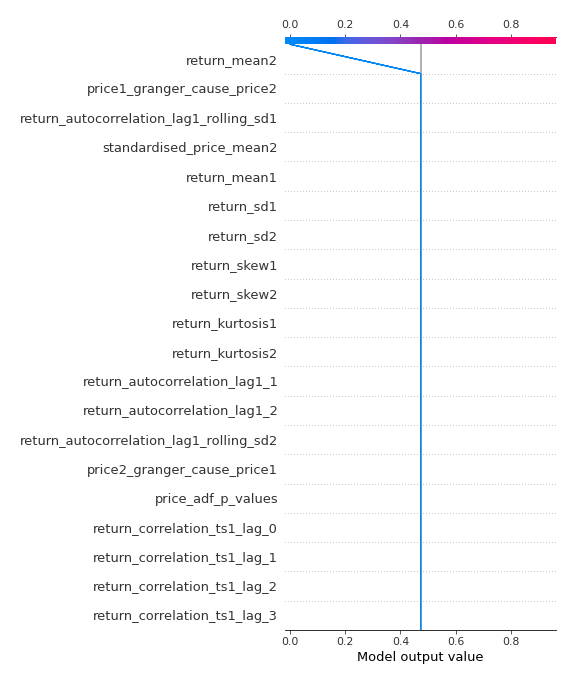 0.0 0.2 0.4 0.6 0.8
return_mean2
price1_granger_cause_price2
return_autocorrelation_lag1_rolling_sd1
standardised_price_mean2
return_mean1
return_sd1
return_sd2
return_skew1
return_skew2
return_kurtosis1
return_kurtosis2
return_autocorrelation_lag1_1
return_autocorrelation_lag1_2
return_autocorrelation_lag1_rolling_sd2
price2_granger_cause_price1
price_adf_p_values
return_correlation_ts1_lag_0
return_correlation_ts1_lag_1
return_correlation_ts1_lag_2
return_correlation_ts1_lag_3
0.0 0.2 0.4 0.6 0.8
Model output value